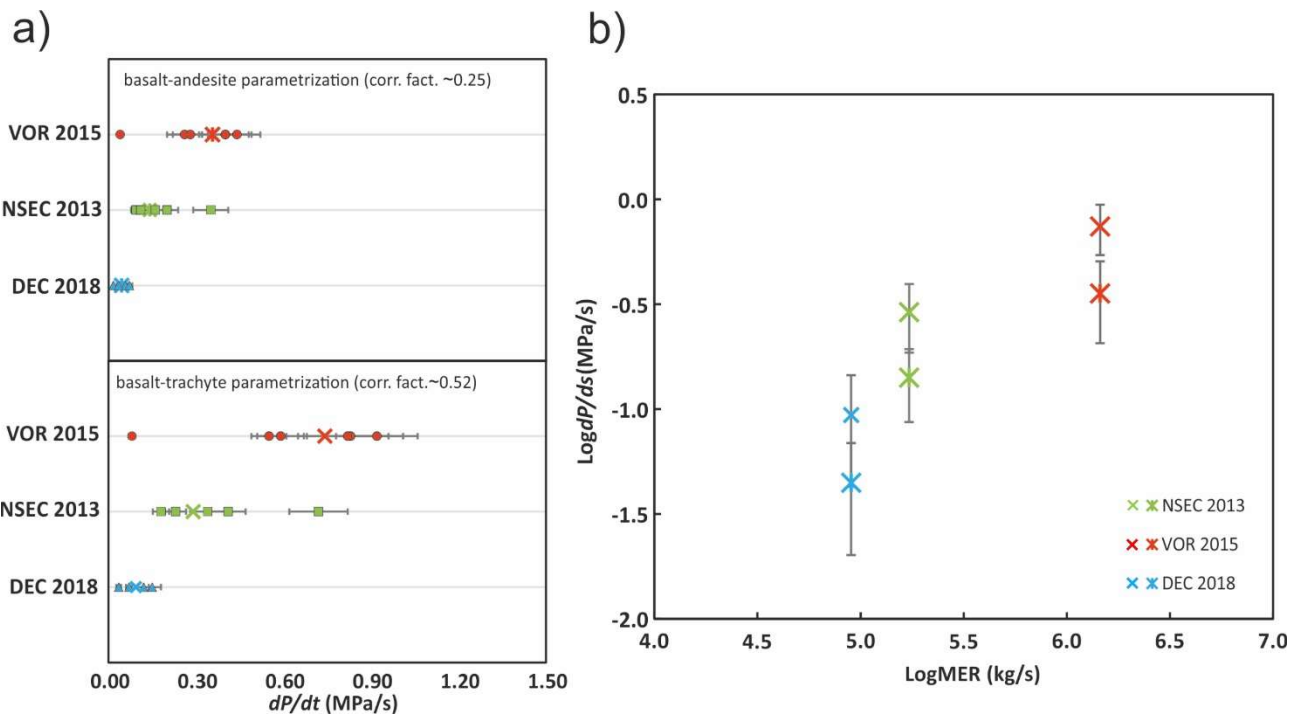 a)
basalt-andesite parametrization (corr. fact. ~0.25)
VOR 2015
NSEC 2013
DEC 2018
basalt-trachyte parametrization (corr. fact.~0.52)
VOR 2015
NSEC 2013
DEC 2018
0.00 0.30 0.60 0.90 1.20 1.50
dP/dt (MPa/s)
b)
0.5
0.0
-0.5
-1.0
-1.5
-2.0
LogdP/ds(MPa/s)
NSEC 2013
VOR 2015
DEC 2018
4.0 4.5 5.0 5.5 6.0 6.5 7.0
LogMER (kg/s)